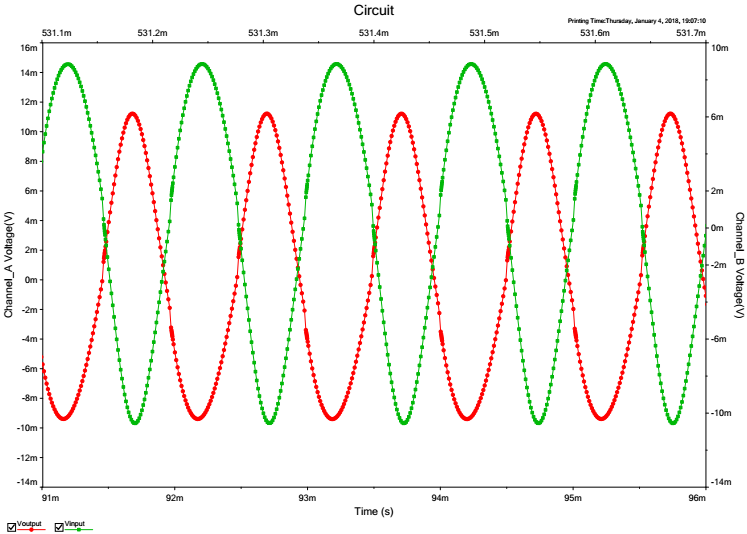 Circuit
Printing Time:Thursday, January 4, 2018, 19:07:10
531.1m 531.2m 531.3m 531.4m 531.5m 531.6m 531.7m
16m 10m
14m
12m
10m 6m
8m
6m 2m
4m
Channel_A Voltage(V) 2m 0m Channel_B Voltage(V)
0m -2m
-2m
-4m -6m
-6m
-8m
-10m -10m
-12m
-14m -14m
91m 92m 93m 94m 95m 96m
Time (s)
Voutput Vinput